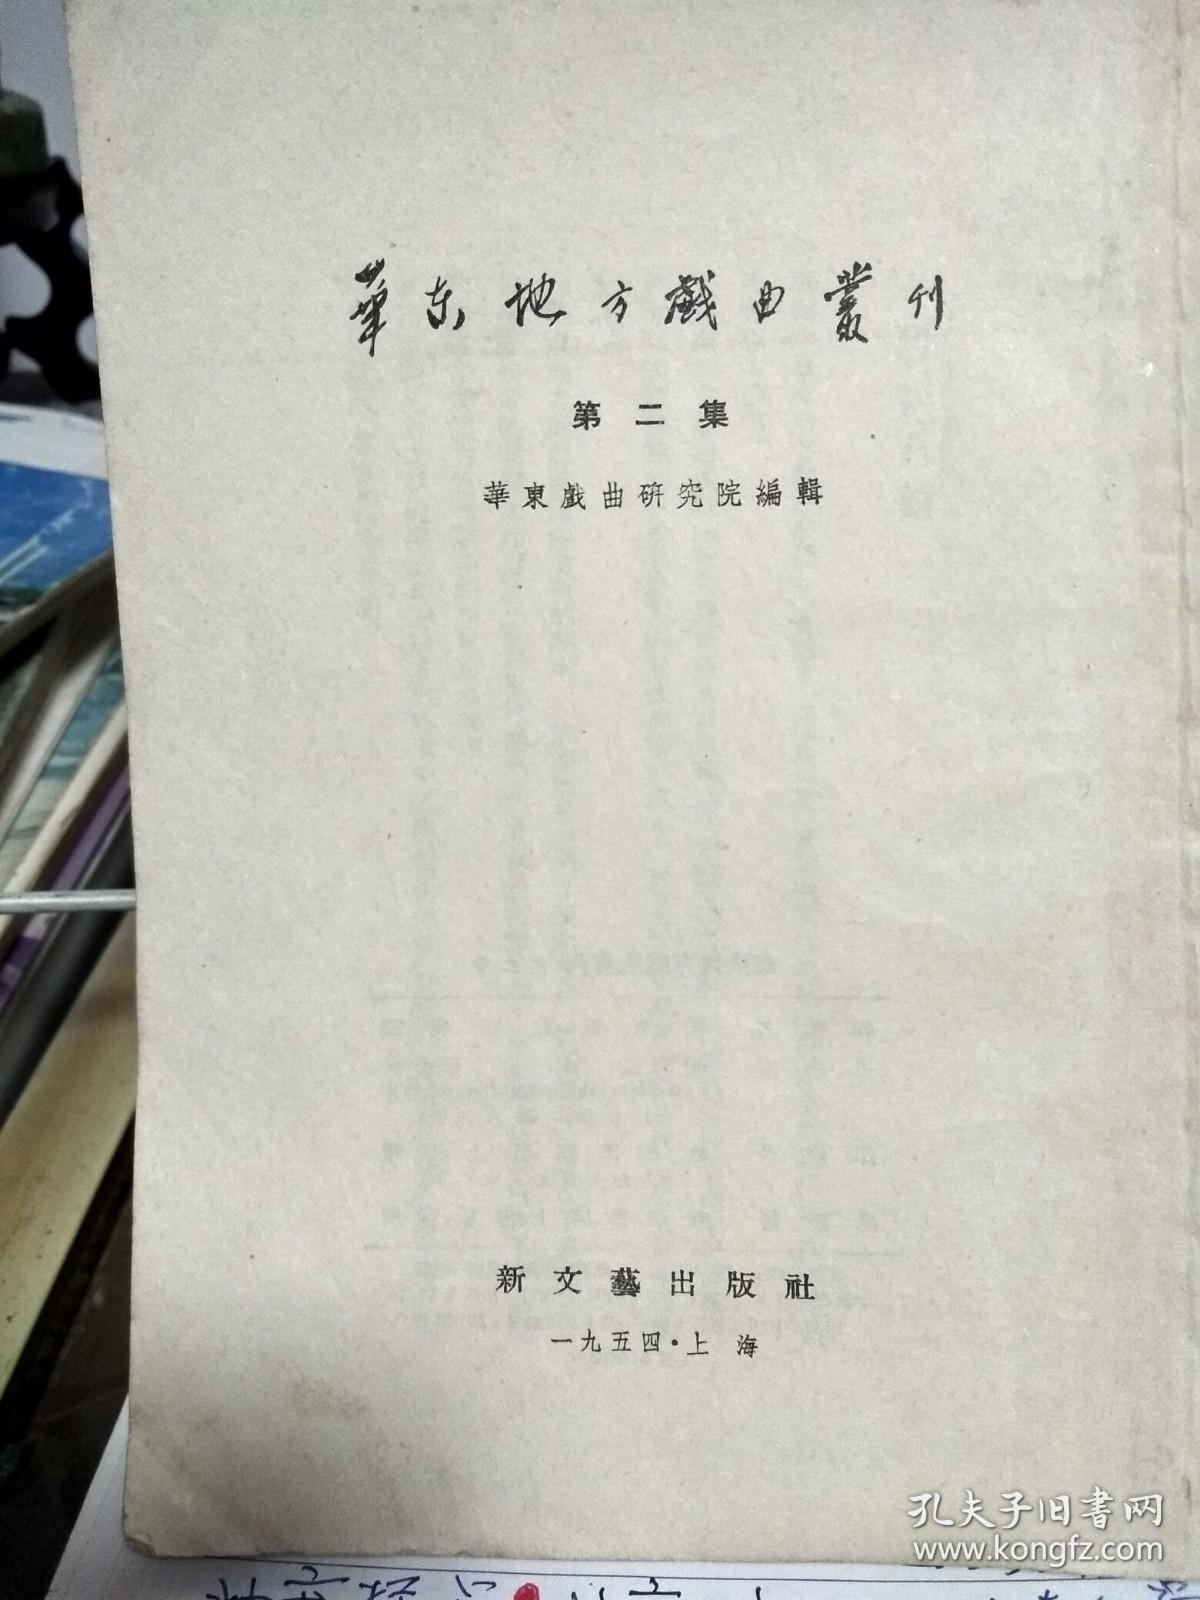 華东地方戲曲叢刊
第二集
華東戲曲研究院編輯
新文藝出版社
一九五四·上海
孔夫子旧書网
www.kongfz.com